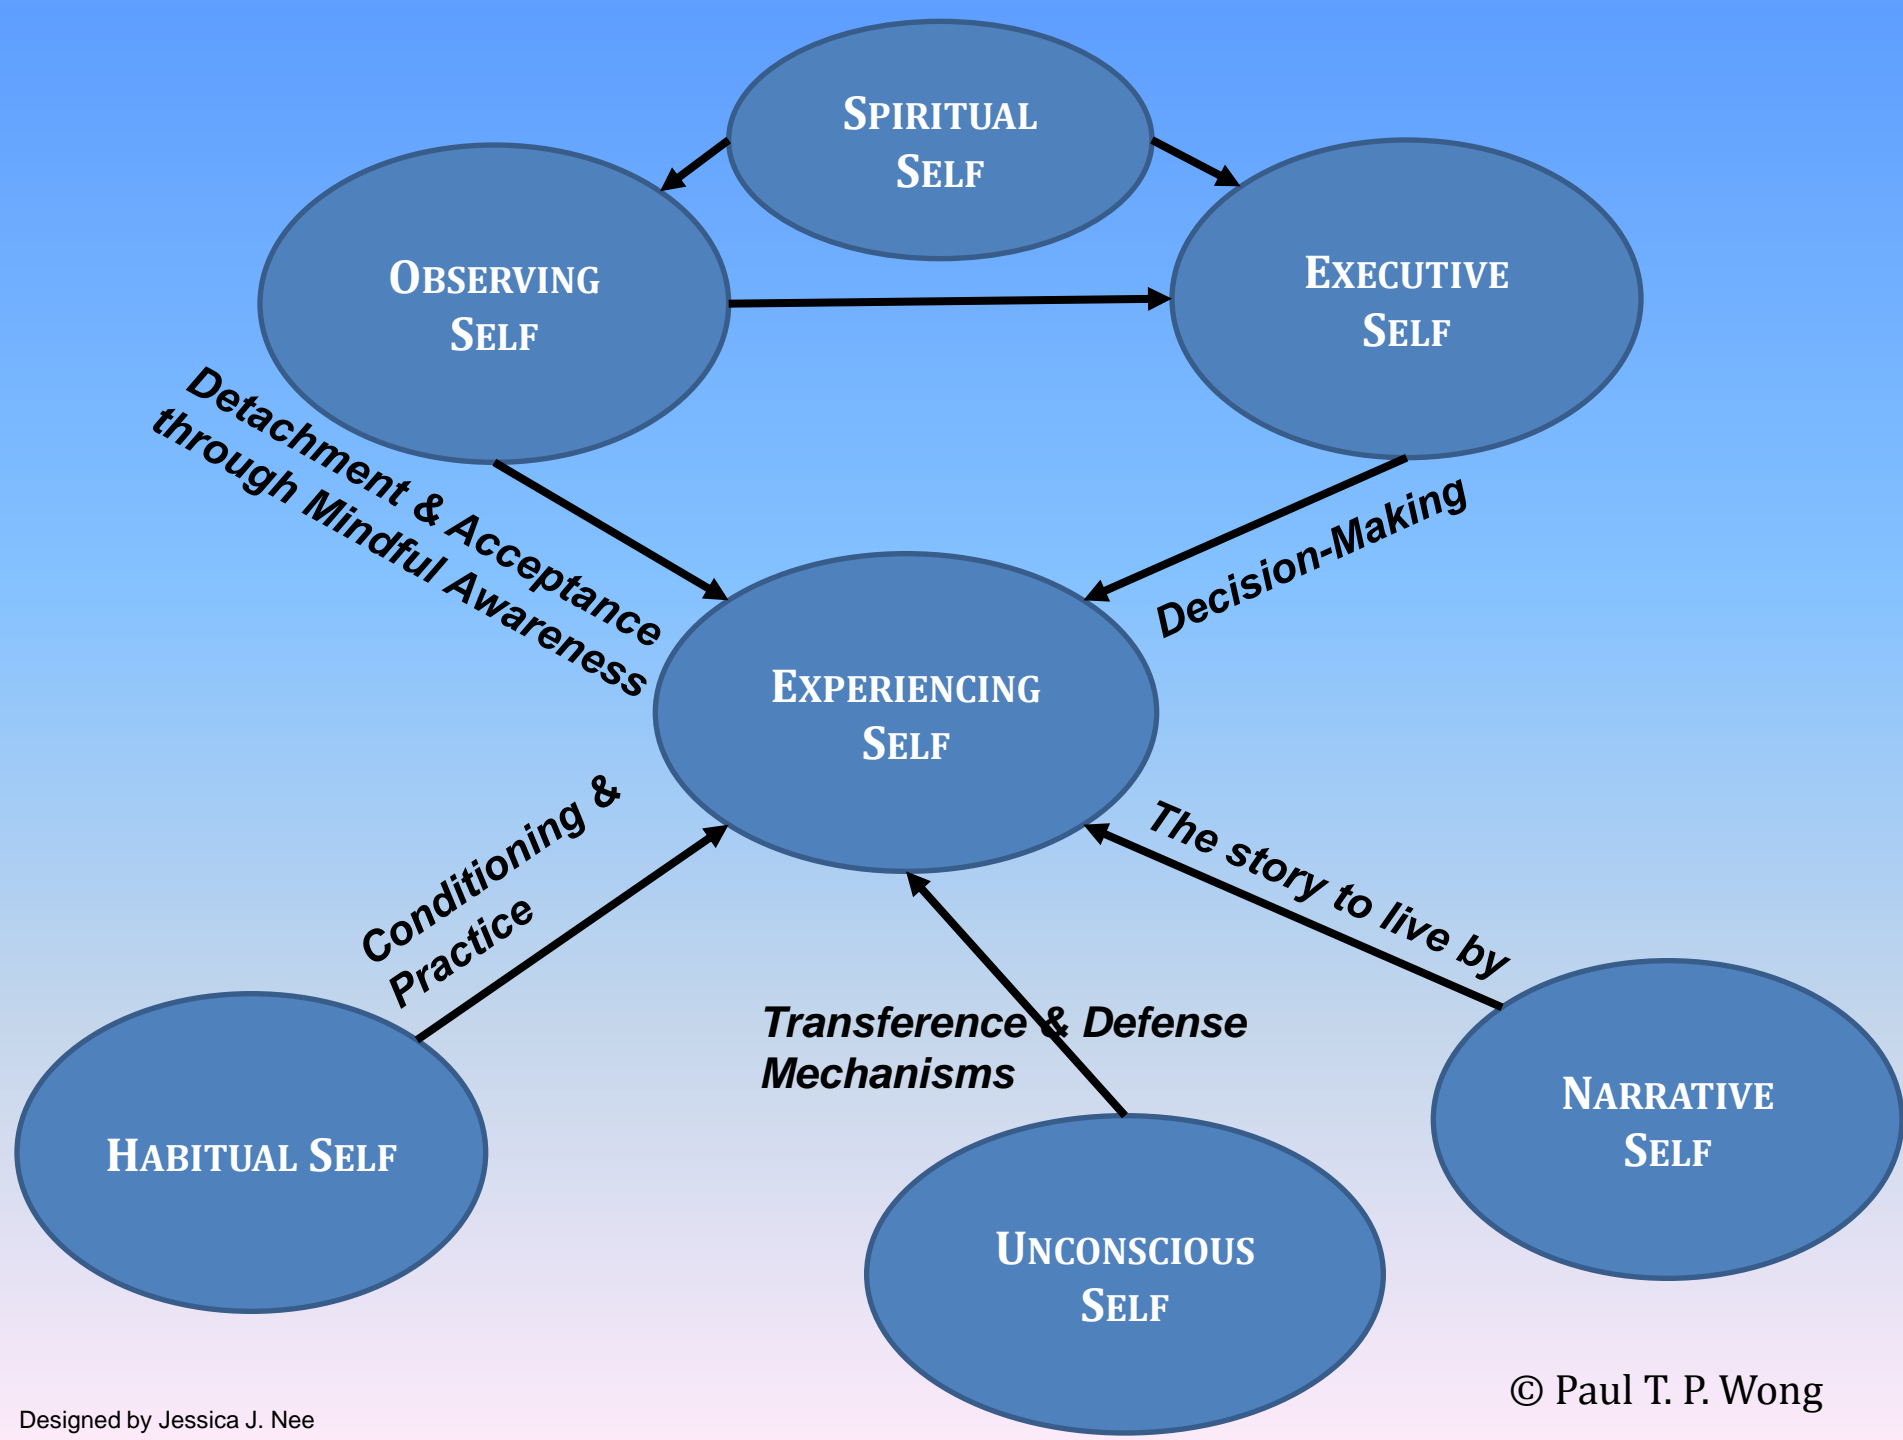 SPIRITUAL
SELF
OBSERVING
SELF
EXECUTIVE
SELF
Detachment & Acceptance
through Mindful Awareness
Decision-Making
EXPERIENCING
SELF
Conditioning &
Practice
The story to live by
Transference & Defense
Mechanisms
HABITUAL SELF
NARRATIVE
SELF
UNCONSCIOUS
SELF
© Paul T. P. Wong
Designed by Jessica J. Nee